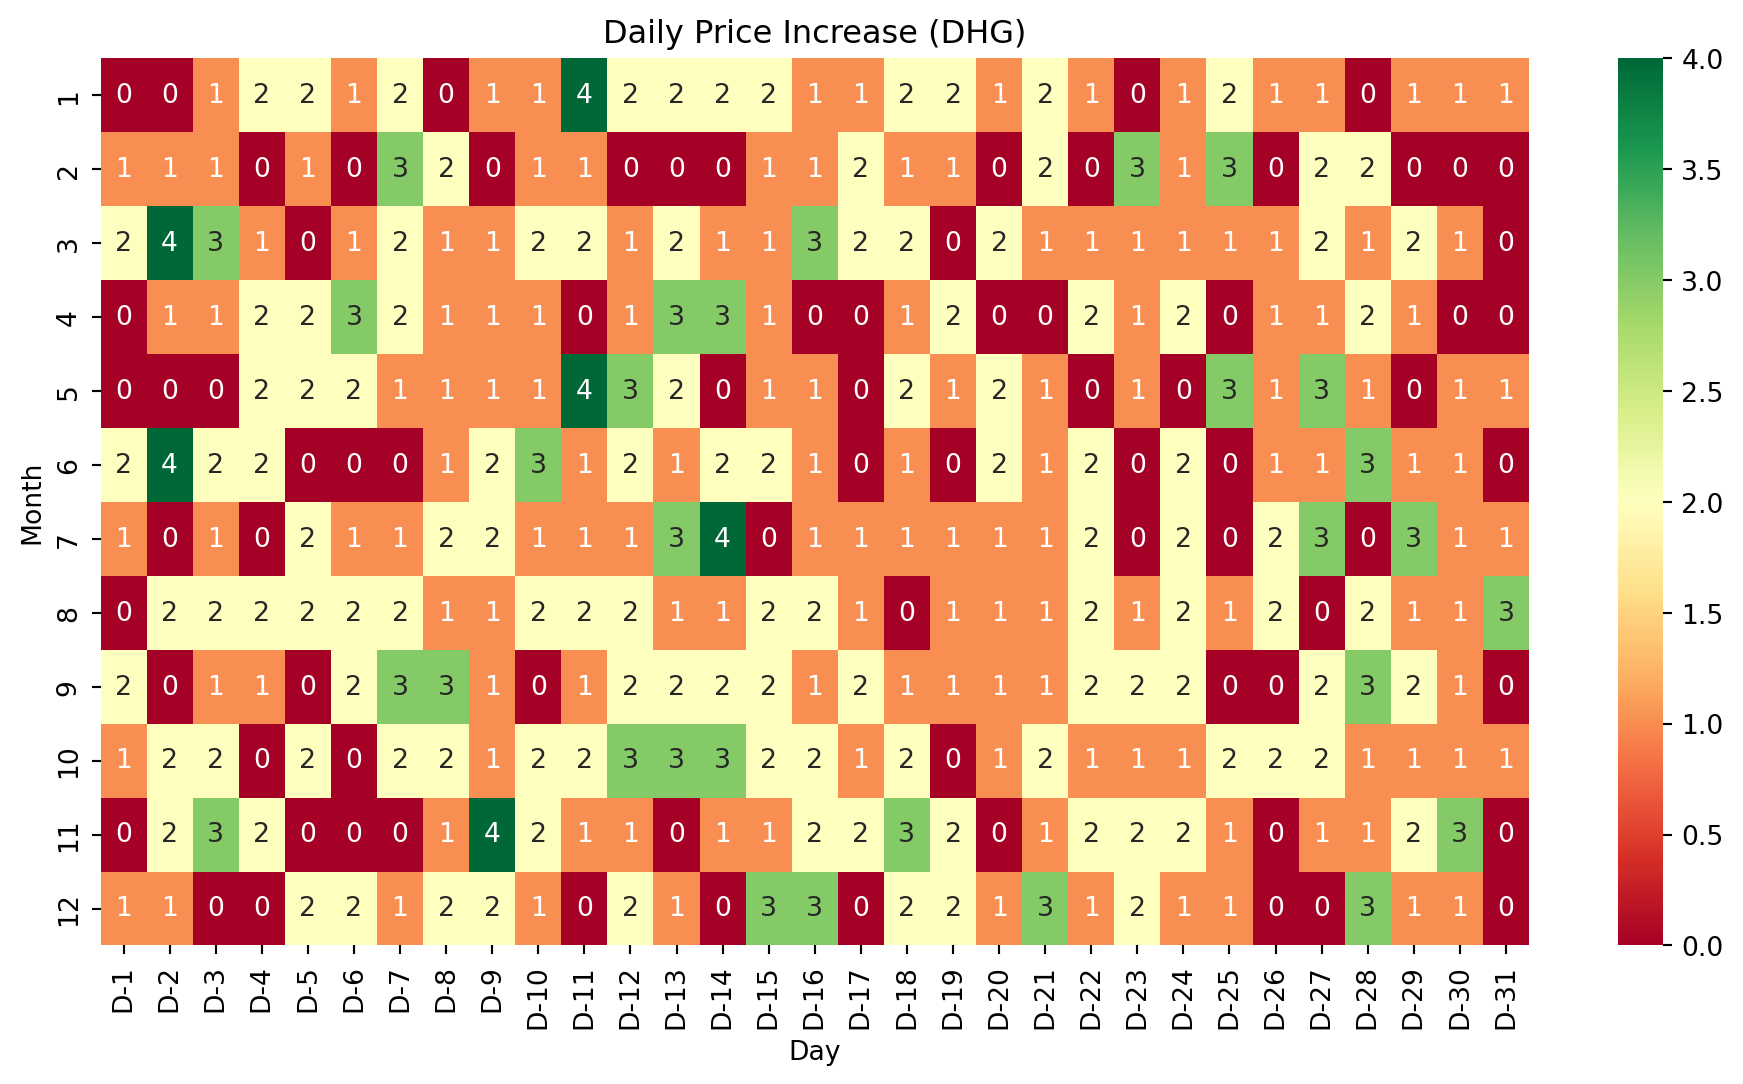 Daily Price Increase (DHG)
1 0 0 1 2 2 1 2 0 1 1 4 2 2 2 2 1 1 2 2 1 2 1 0 1 2 1 1 0 1 1 1
2 1 1 1 0 1 0 3 2 0 1 1 0 0 0 1 1 2 1 1 0 2 0 3 1 3 0 2 2 0 0 0
3 2 4 3 1 0 1 2 1 1 2 2 1 2 1 1 3 2 2 0 2 1 1 1 1 1 1 2 1 2 1 0
4 0 1 1 2 2 3 2 1 1 1 0 1 3 3 1 0 0 1 2 0 0 2 1 2 0 1 1 2 1 0 0
5 0 0 0 2 2 2 1 1 1 1 4 3 2 0 1 1 0 2 1 2 1 0 1 0 3 1 3 1 0 1 1
6 2 4 2 2 0 0 0 1 2 3 1 2 1 2 2 1 0 1 0 2 1 2 0 2 0 1 1 3 1 1 0
7 1 0 1 0 2 1 1 2 2 1 1 1 3 4 0 1 1 1 1 1 1 2 0 2 0 2 3 0 3 1 1
8 0 2 2 2 2 2 2 1 1 2 2 2 1 1 2 2 1 0 1 1 1 2 1 2 1 2 0 2 1 1 3
9 2 0 1 1 0 2 3 3 1 0 1 2 2 2 2 1 2 1 1 1 1 2 2 2 0 0 2 3 2 1 0
10 1 2 2 0 2 0 2 2 1 2 2 3 3 3 2 2 1 2 0 1 2 1 1 1 2 2 2 1 1 1 1
11 0 2 3 2 0 0 0 1 4 2 1 1 0 1 1 2 2 3 2 0 1 2 2 2 1 0 1 1 2 3 0
12 1 1 0 0 2 2 1 2 2 1 0 2 1 0 3 3 0 2 2 1 3 1 2 1 1 0 0 3 1 1 0
Month
D-1 D-2 D-3 D-4 D-5 D-6 D-7 D-8 D-9 D-10 D-11 D-12 D-13 D-14 D-15 D-16 D-17 D-18 D-19 D-20 D-21 D-22 D-23 D-24 D-25 D-26 D-27 D-28 D-29 D-30 D-31
Day
4.0
3.5
3.0
2.5
2.0
1.5
1.0
0.5
0.0